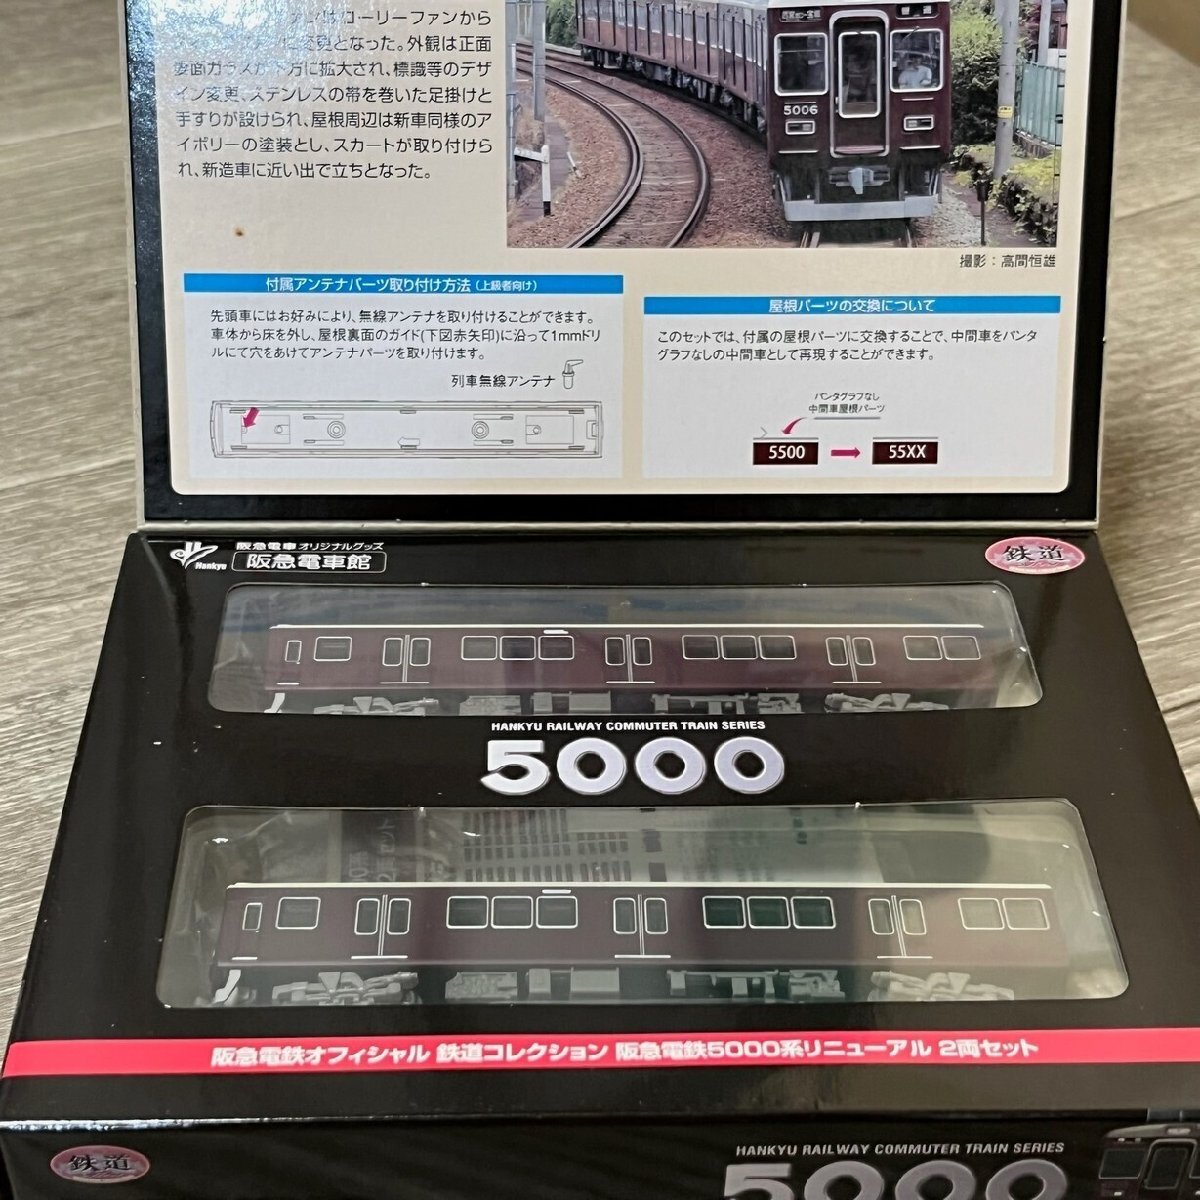 ゴーリーファンから
変更となった。外観は正面
窓面ガラスが下方に拡大され、標識等のデザ
イン変更、ステンレスの帯を巻いた足掛けと
手すりが設けられ、屋根周辺は新車同様のア
イボリーの塗装とし、スカートが取り付けら
れ、新造車に近い出で立ちとなった。
普通
5006
撮影：高間恒雄
付属アンテナパーツ取り付け方法（上級者向け）
先頭車にはお好みにより、無線アンテナを取り付けることができます。
車体から床を外し、屋根裏面のガイド(下図赤矢印)に沿って1mmドリ
ルにて穴をあけてアンテナパーツを取り付けます。
列車無線アンテナ
屋根パーツの交換について
このセットでは、付属の屋根パーツに交換することで、中間車をパンタ
グラフなしの中間車として再現することができます。
パンタグラフなし
中間車屋根パーツ
5500
55XX
Hankyu
阪急電車オリジナルグッズ
阪急電車館
鉄道
コレクション
HANKYU RAILWAY COMMUTER TRAIN SERIES
5000
阪急電鉄オフィシャル 鉄道コレクション 阪急電鉄5000系リニューアル 2両セット
鉄道
HANKYU RAILWAY COMMUTER TRAIN SERIES
5000